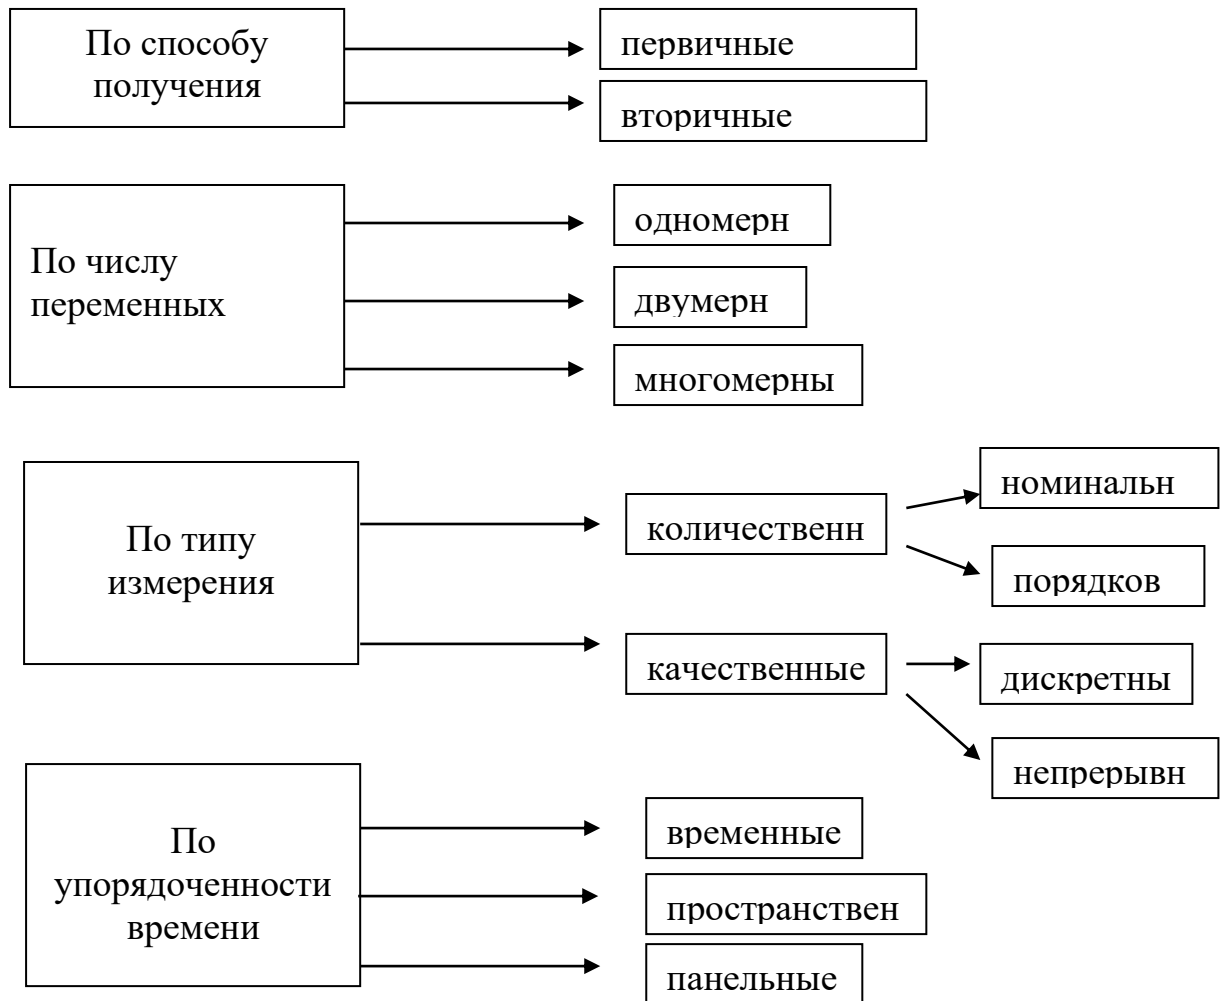 По способу
получения
первичные
вторичные
По числу
переменных
одномерн
двумерн
многомерны
По типу
измерения
количественн
номинальн
порядков
качественные
дискретны
непрерывн
По
упорядоченности
времени
временные
пространствен
панельные